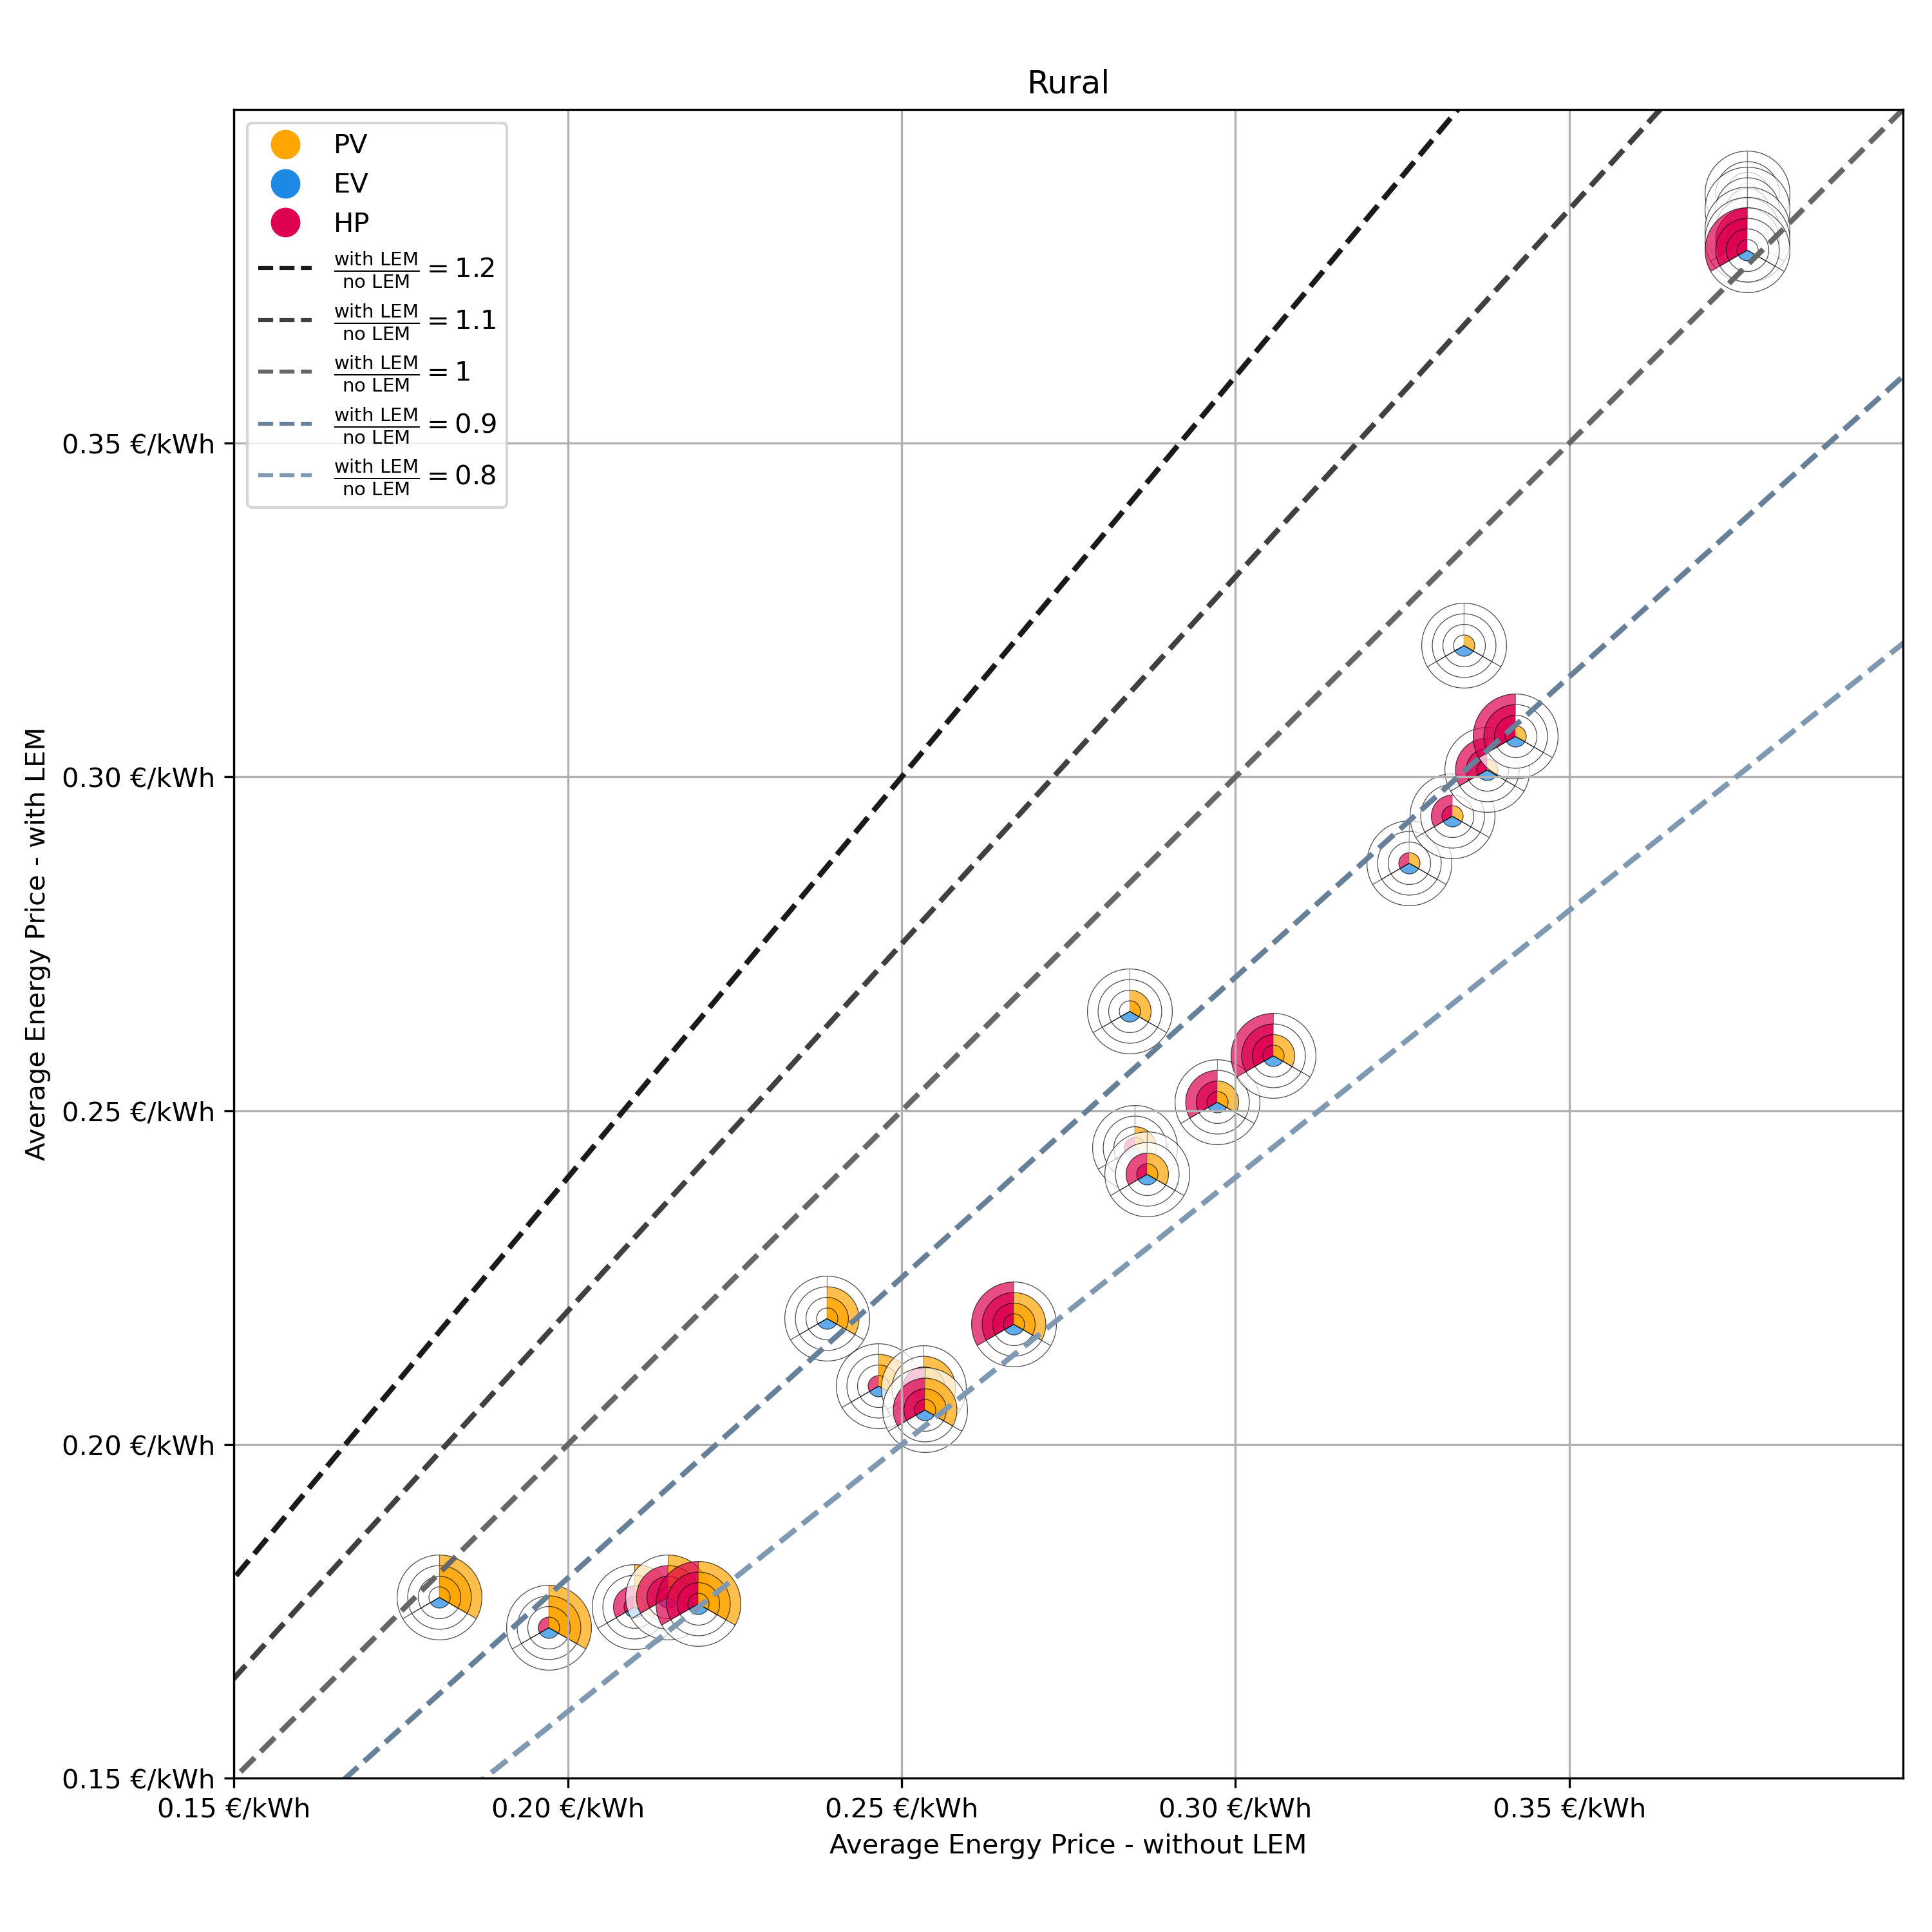 Rural
PV
EV
HP
with LEM
no LEM = 1.2
with LEM
no LEM = 1.1
with LEM
no LEM = 1
with LEM
no LEM = 0.9
with LEM
no LEM = 0.8
Average Energy Price - with LEM
0.35 €/kWh
0.30 €/kWh
0.25 €/kWh
0.20 €/kWh
0.15 €/kWh
0.15 €/kWh 0.20 €/kWh 0.25 €/kWh 0.30 €/kWh 0.35 €/kWh
Average Energy Price - without LEM